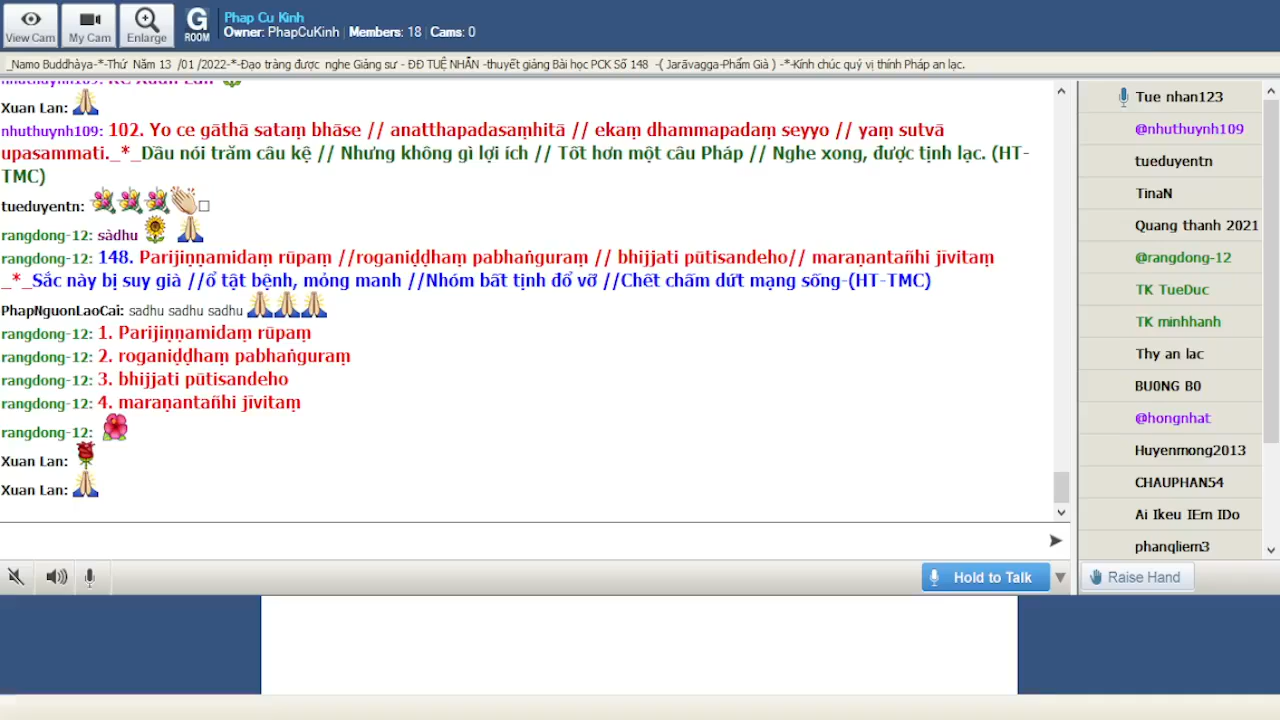 View Cam
My Cam
Enlarge
G
ROOM
Phap Cu Kinh
Owner: PhapCuKinh | Members: 18 | Cams: 0
_Namo Buddhàya-*-Thứ Năm 13 /01 /2022-*-Đạo tràng được nghe Giảng sư - ĐĐ TUỆ NHẪN -thuyết giảng Bài học PCK Số 148 -( Jarāvagga-Phẩm Già ) -*-Kính chúc quý vị thính Pháp an lạc.
Xuan Lan:
nhuthuynh109: 102. Yo ce gāthā sataṃ bhāse // anatthapadasaṃhitā // ekaṃ dhammapadaṃ seyyo // yaṃ sutvā
upasammati._*_Dầu nói trăm câu kệ // Nhưng không gì lợi ích // Tốt hơn một câu Pháp // Nghe xong, được tịnh lạc. (HT-
TMC)
tueduyentn:
rangdong-12: sàdhu
rangdong-12: 148. Parijiṇṇamidaṃ rūpaṃ //roganiḍḍhaṃ pabhaṅguraṃ // bhijjati pūtisandeho// maraṇantañhi jīvitaṃ
_*_Sắc này bị suy già //ổ tật bệnh, mỏng manh //Nhóm bất tịnh đổ vỡ //Chết chấm dứt mạng sống-(HT-TMC)
PhapNguonLaoCai: sadhu sadhu sadhu
rangdong-12: 1. Parijiṇṇamidaṃ rūpaṃ
rangdong-12: 2. roganiḍḍhaṃ pabhaṅguraṃ
rangdong-12: 3. bhijjati pūtisandeho
rangdong-12: 4. maraṇantañhi jīvitaṃ
rangdong-12:
Xuan Lan:
Xuan Lan:
Hold to Talk
Tue nhan123
@nhuthuynh109
tueduyentn
TinaN
Quang thanh 2021
@rangdong-12
TK TueDuc
TK minhhanh
Thy an lac
BU0NG B0
@hongnhat
Huyenmong2013
CHAUPHAN54
Ai Ikeu IEm IDo
phanqliem3
Raise Hand